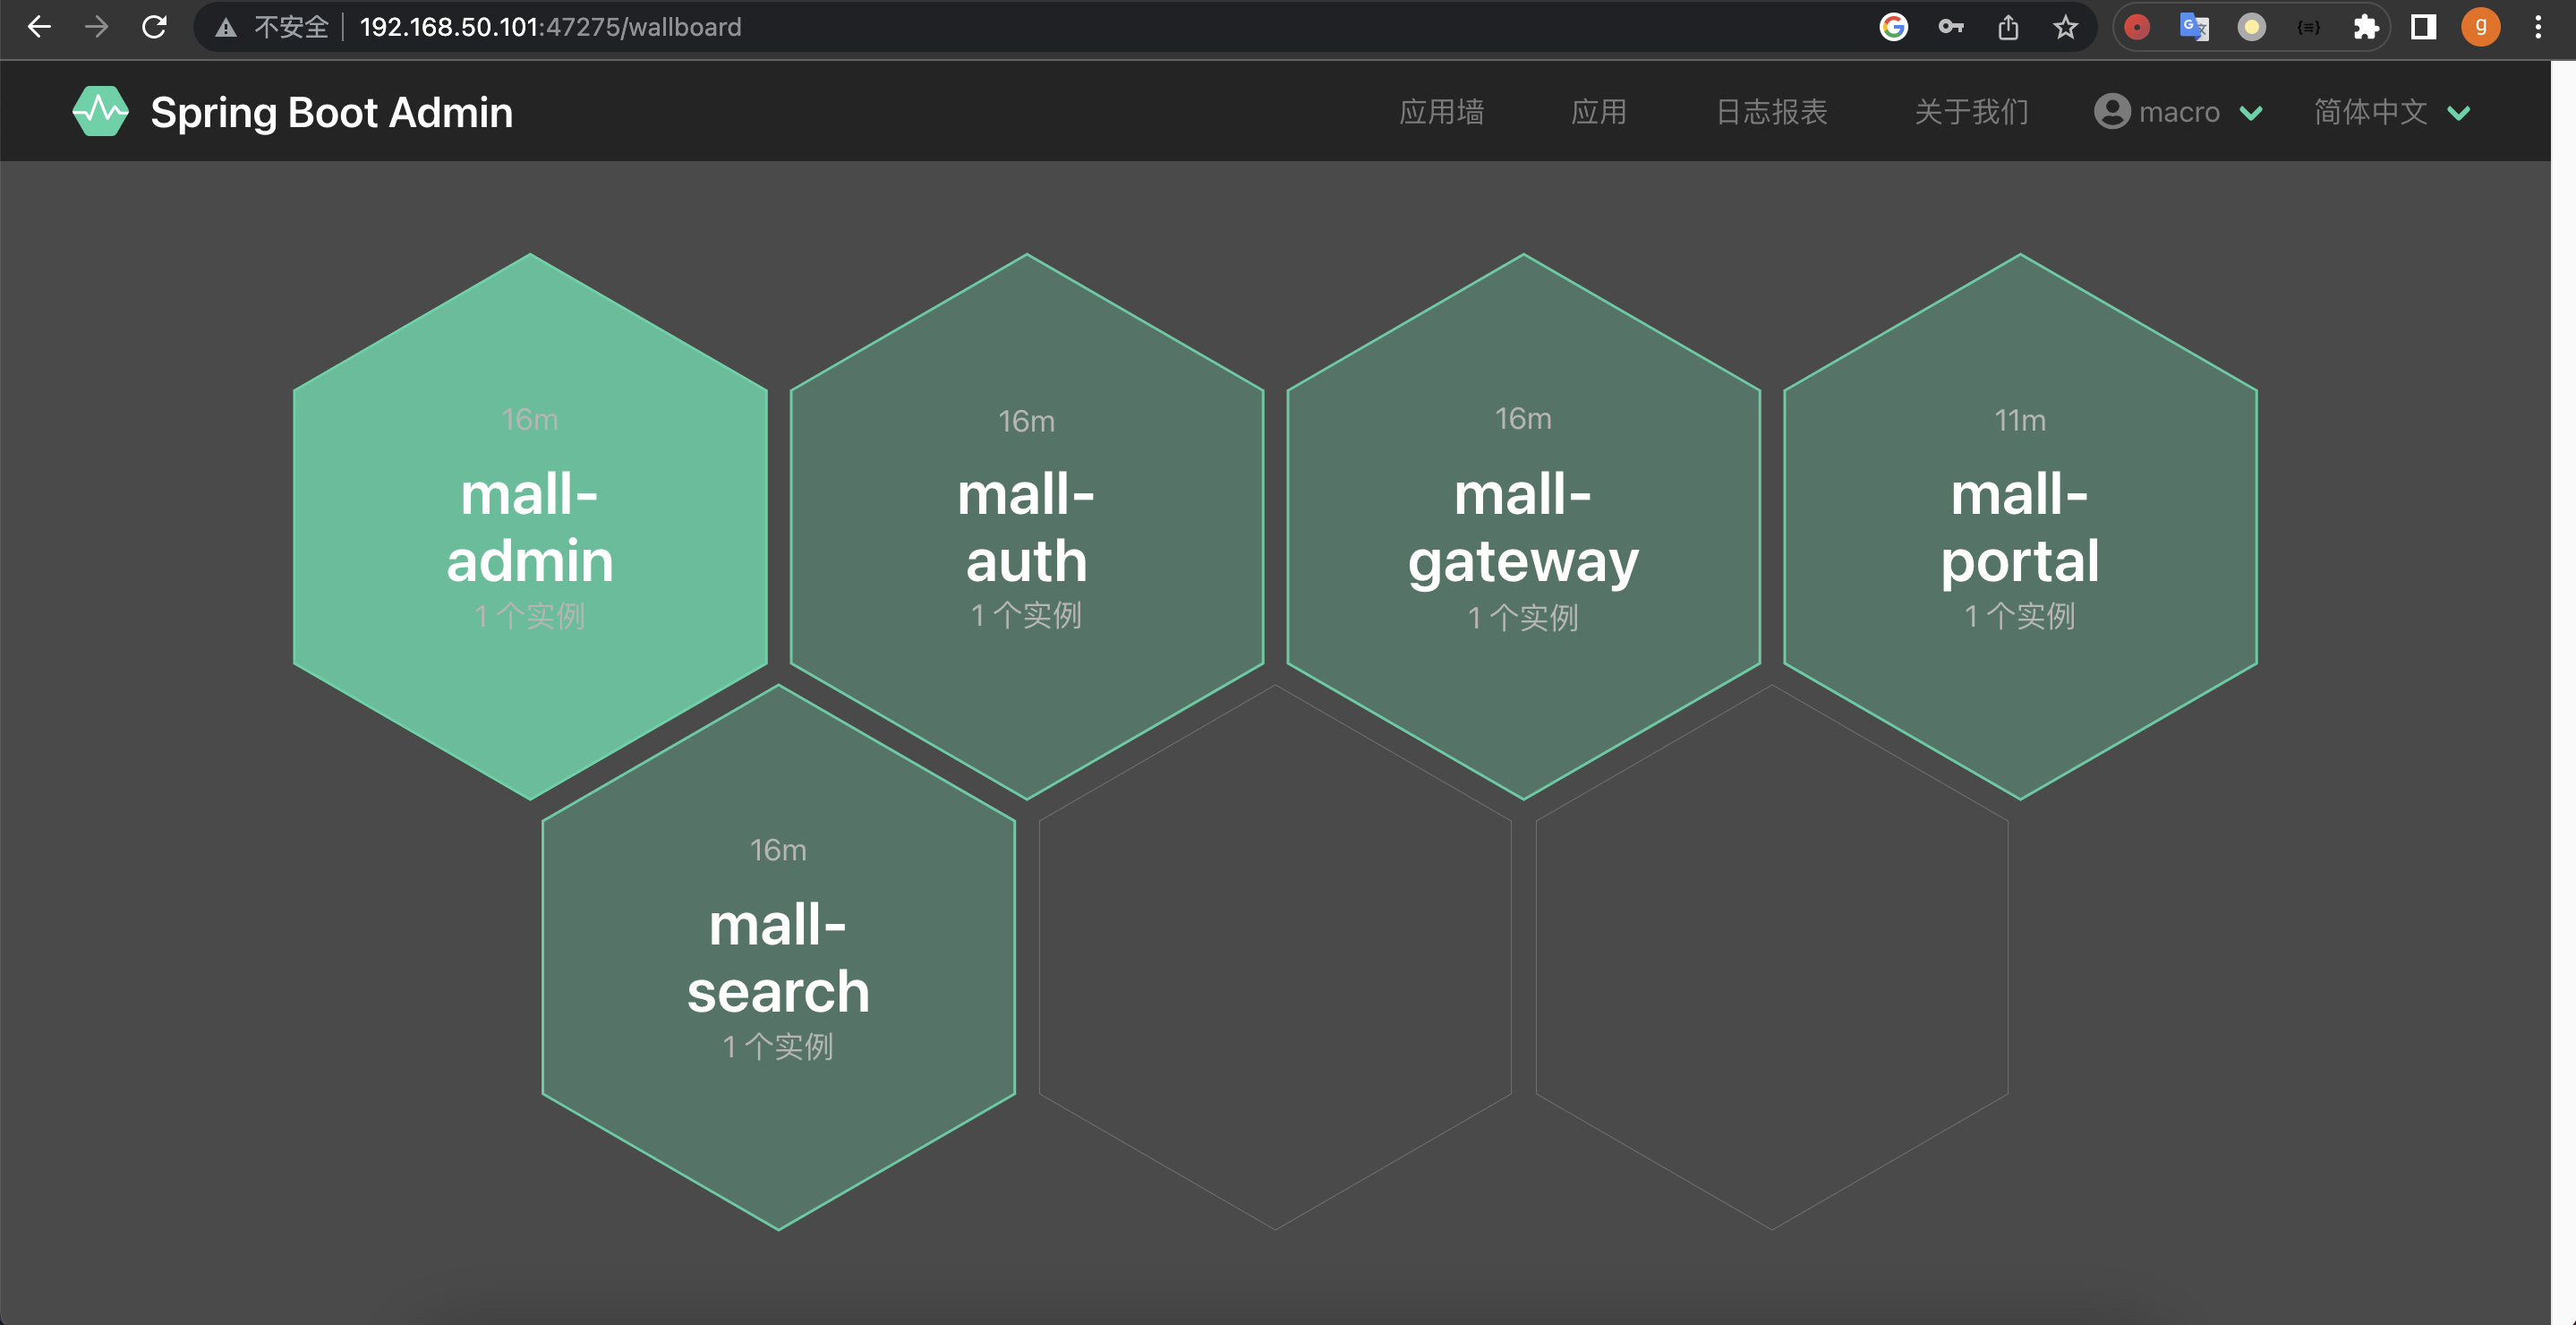 不安全 192.168.50.101:47275/wallboard
g
Spring Boot Admin 应用墙 应用 日志报表 关于我们 macro 简体中文
16m
mall-
admin
1 个实例
16m
mall-
auth
1 个实例
16m
mall-
gateway
1 个实例
11m
mall-
portal
1 个实例
16m
mall-
search
1 个实例